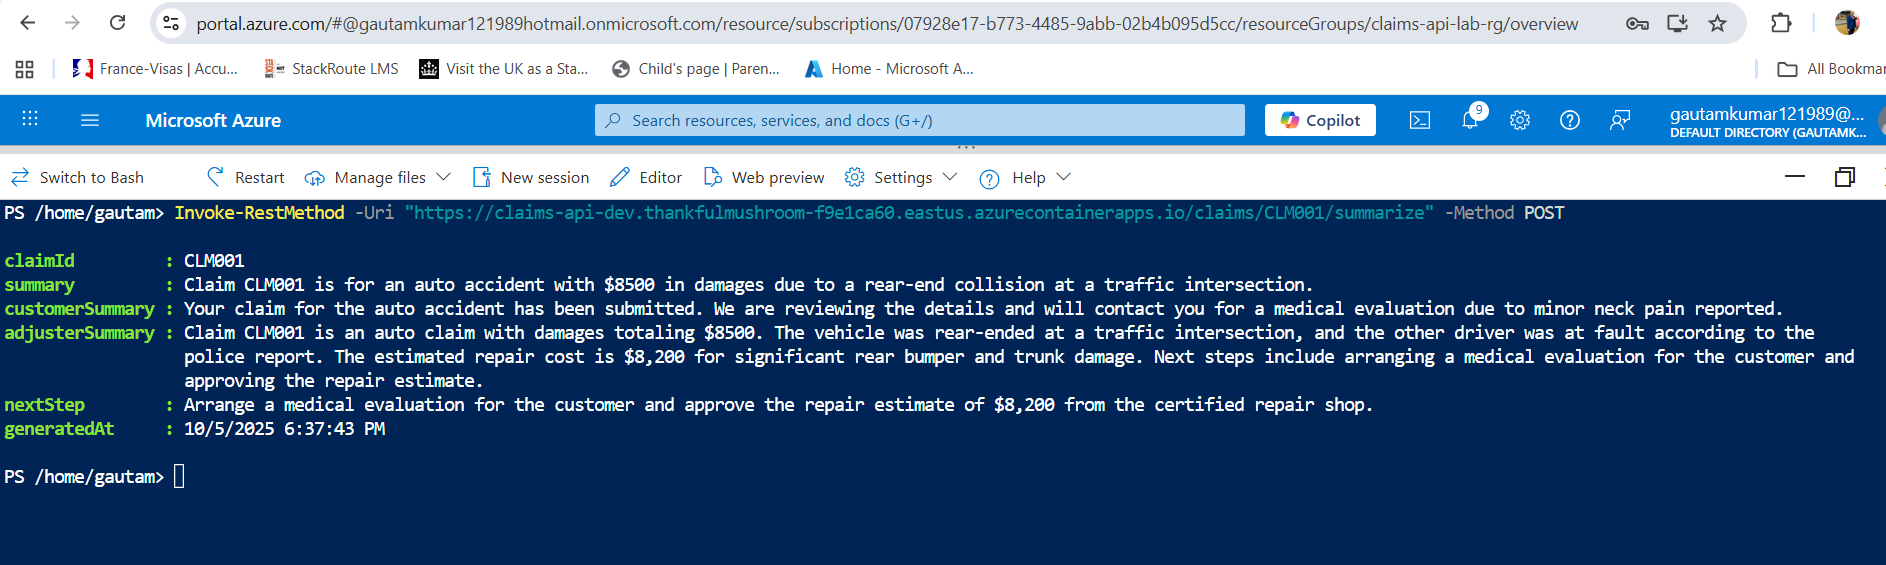 portal.azure.com/#@gautamkumar121989hotmail.onmicrosoft.com/resource/subscriptions/07928e17-b773-4485-9abb-02b4b095d5cc/resourceGroups/claims-api-lab-rg/overview
France-Visas | Accu... StackRoute LMS Visit the UK as a Sta... Child's page | Paren... Home - Microsoft A... All Bookmar
Microsoft Azure Search resources, services, and docs (G+/) Copilot 9 gautamkumar121989@...
DEFAULT DIRECTORY (GAUTAMK...
Switch to Bash Restart Manage files New session Editor Web preview Settings Help
PS /home/gautam> Invoke-RestMethod -Uri "https://claims-api-dev.thankfulmushroom-f9e1ca60.eastus.azurecontainerapps.io/claims/CLM001/summarize" -Method POST
claimId : CLM001
summary : Claim CLM001 is for an auto accident with $8500 in damages due to a rear-end collision at a traffic intersection.
customerSummary : Your claim for the auto accident has been submitted. We are reviewing the details and will contact you for a medical evaluation due to minor neck pain reported.
adjusterSummary : Claim CLM001 is an auto claim with damages totaling $8500. The vehicle was rear-ended at a traffic intersection, and the other driver was at fault according to the
police report. The estimated repair cost is $8,200 for significant rear bumper and trunk damage. Next steps include arranging a medical evaluation for the customer and
approving the repair estimate.
nextStep : Arrange a medical evaluation for the customer and approve the repair estimate of $8,200 from the certified repair shop.
generatedAt : 10/5/2025 6:37:43 PM
PS /home/gautam>